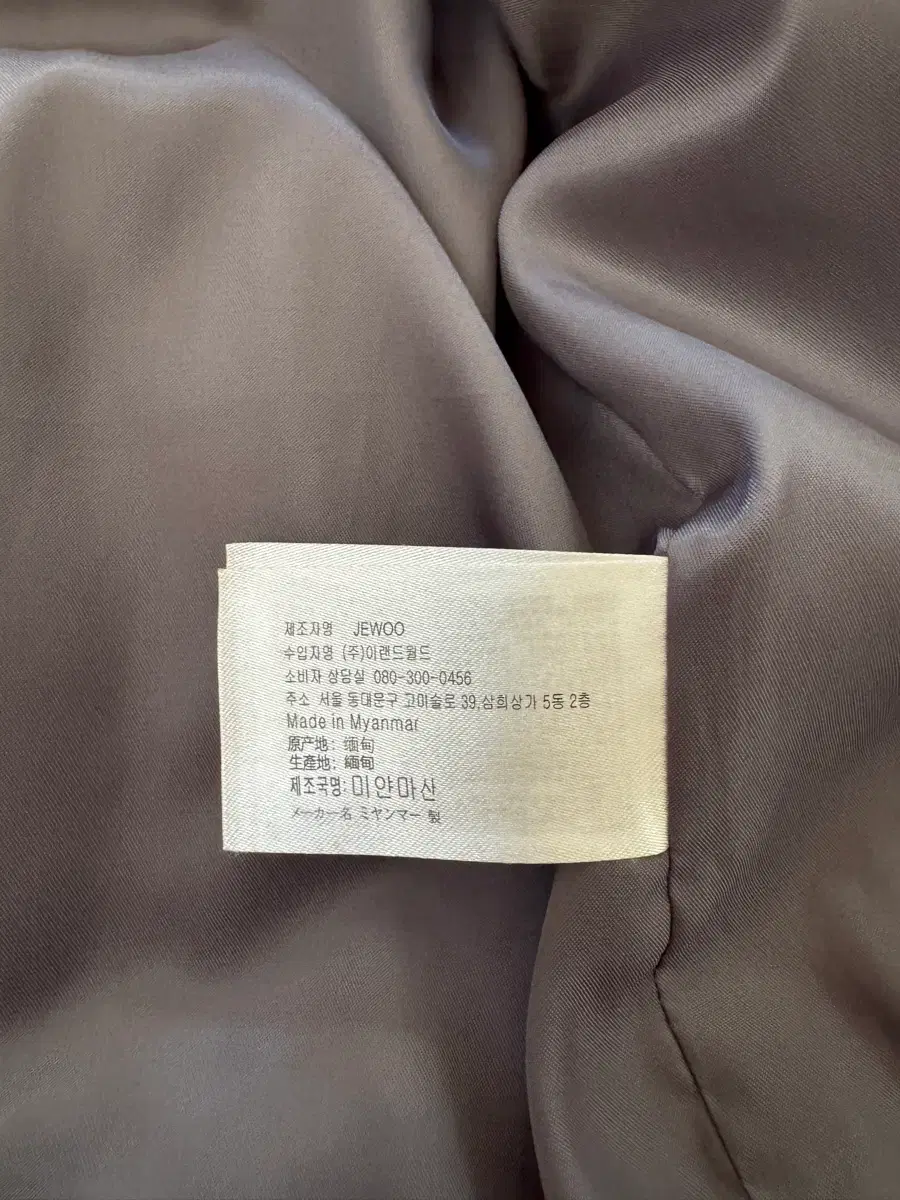 제조자명 JEWOO
수입자명 (주)이랜드월드
소비자 상담실 080-300-0456
주소 서울 동대문구 고미술로 39,삼희상가 5동 2층
Made in Myanmar
原产地: 缅甸
生產地: 緬甸
제조국명: 미얀마산
メーカー名 ミヤンマー 製